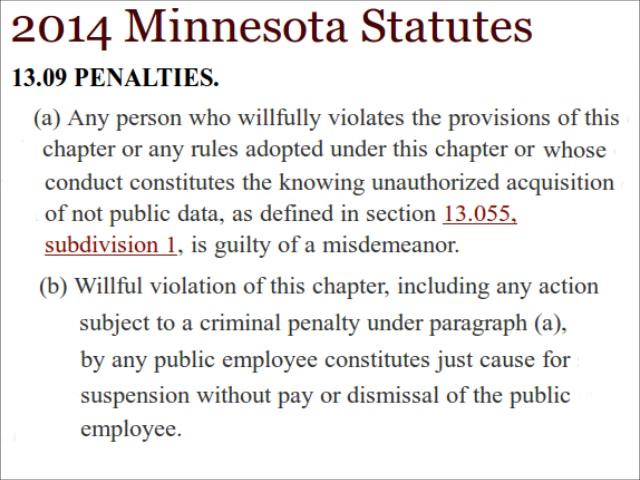 2014 Minnesota Statutes
13.09 PENALTIES.
(a) Any person who willfully violates the provisions of this
chapter or any rules adopted under this chapter or whose
conduct constitutes the knowing unauthorized acquisition
of not public data, as defined in section 13.055,
subdivision 1, is guilty of a misdemeanor.
(b) Willful violation of this chapter, including any action
subject to a criminal penalty under paragraph (a),
by any public employee constitutes just cause for
suspension without pay or dismissal of the public
employee.